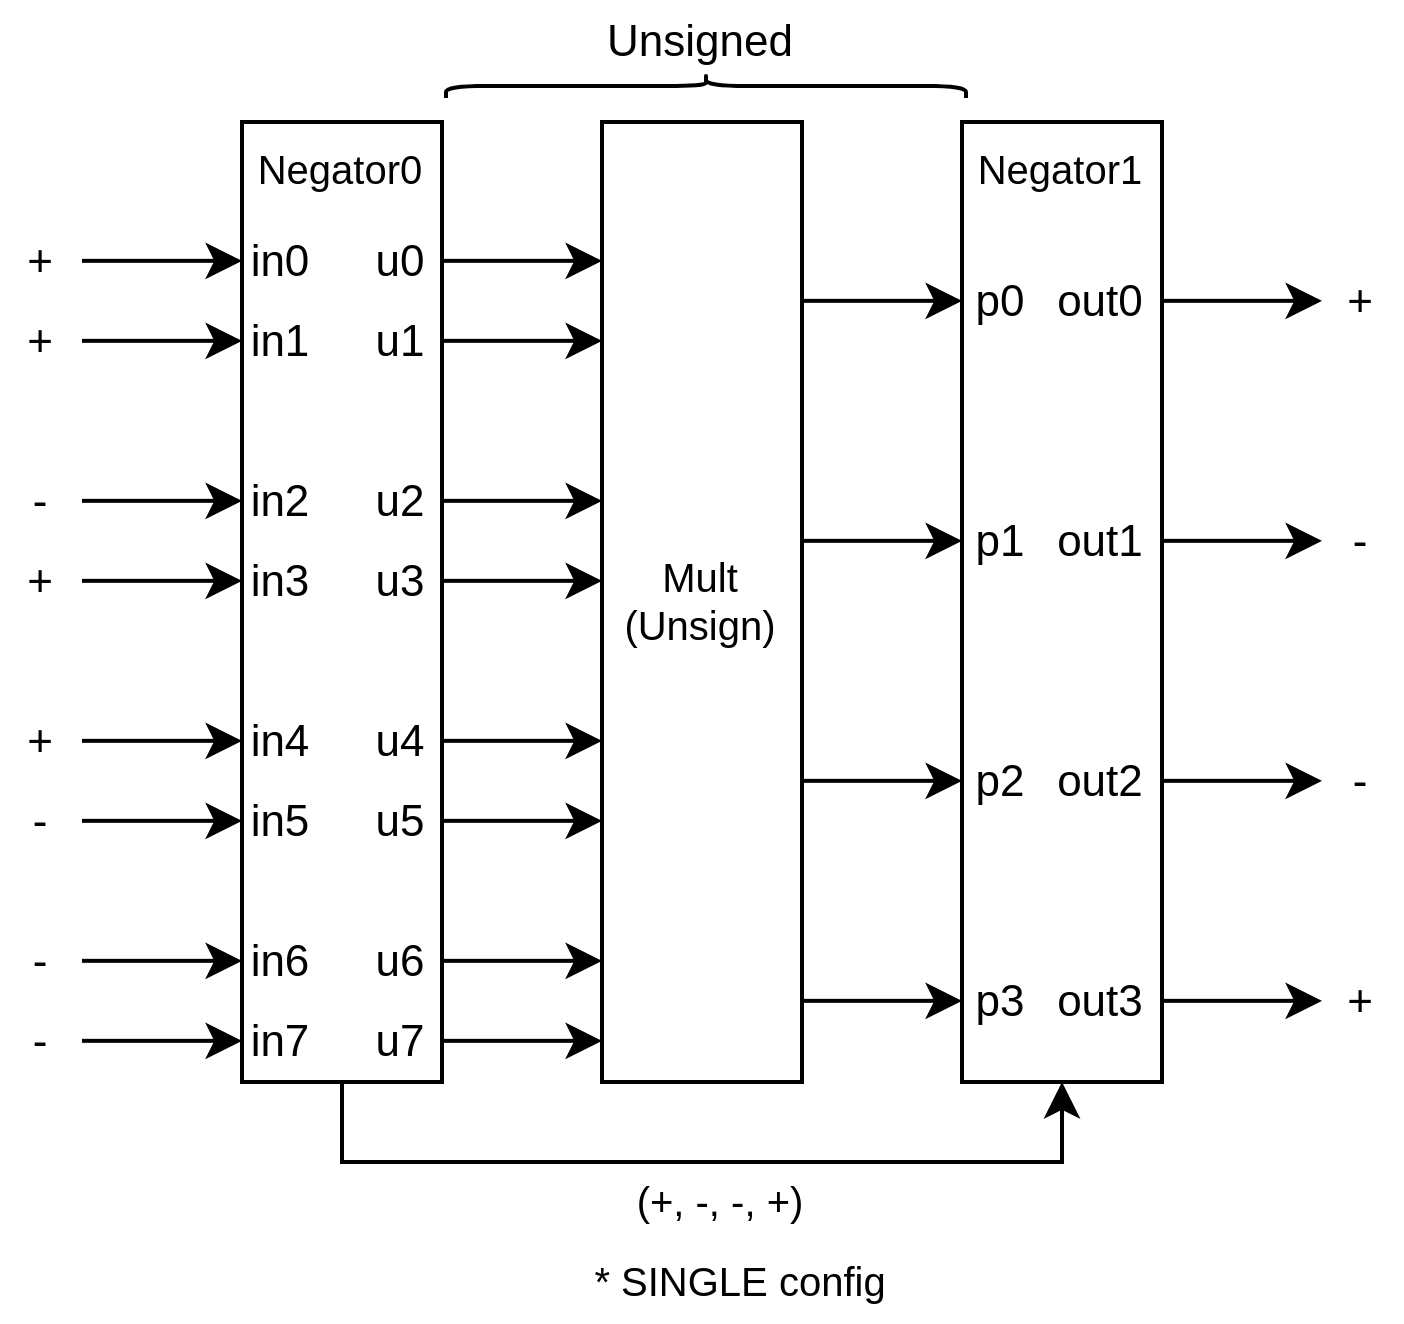 Unsigned
Negator0
Negator1
+ in0 u0
p0 out0 +
+ in1 u1
- in2 u2
p1 out1 -
+ in3 u3
Mult
(Unsign)
+ in4 u4
p2 out2 -
- in5 u5
- in6 u6
p3 out3 +
- in7 u7
(+, -, -, +)
* SINGLE config